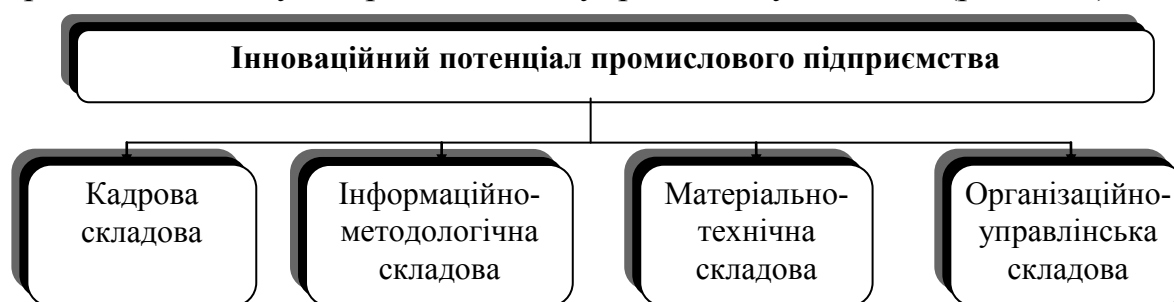 Інноваційний потенціал промислового підприємства
Кадрова
складова
Інформаційно-
методологічна
складова
Матеріально-
технічна
складова
Організаційно-
управлінська
складова